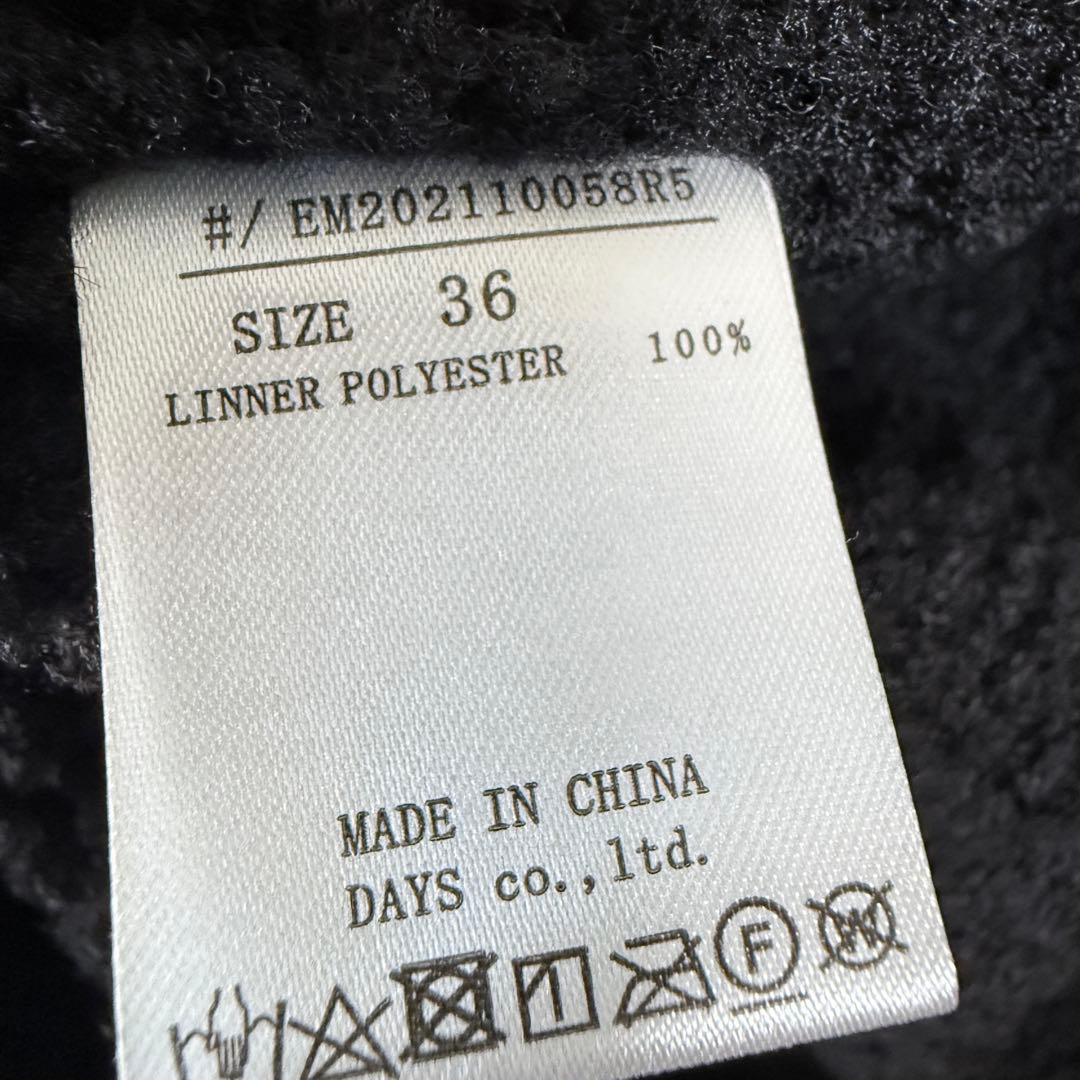 #/ EM202110058R5
SIZE 36
LINNER POLYESTER 100%
MADE IN CHINA
DAYS co.,ltd.
F
W